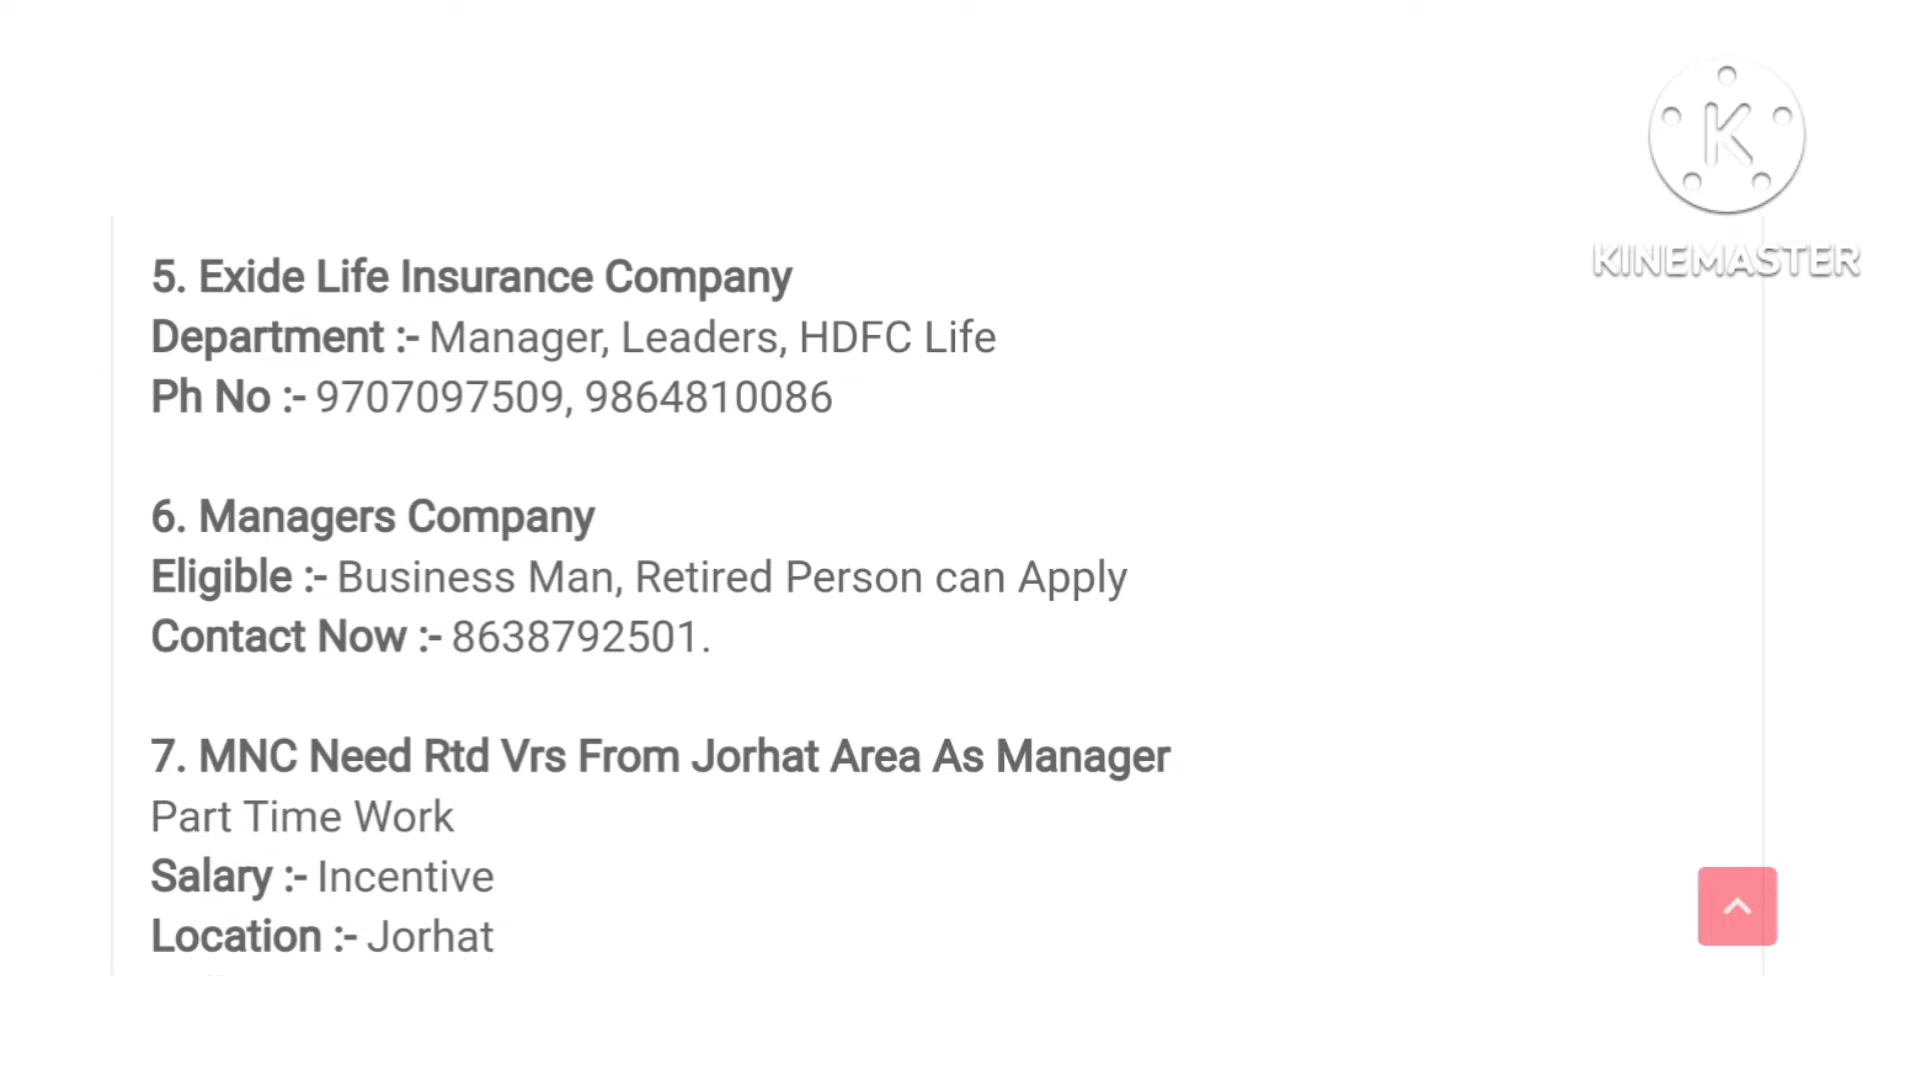 K
KINEMASTER
5. Exide Life Insurance Company
Department :- Manager, Leaders, HDFC Life
Ph No :- 9707097509, 9864810086
6. Managers Company
Eligible :- Business Man, Retired Person can Apply
Contact Now :- 8638792501.
7. MNC Need Rtd Vrs From Jorhat Area As Manager
Part Time Work
Salary :- Incentive
Location :- Jorhat